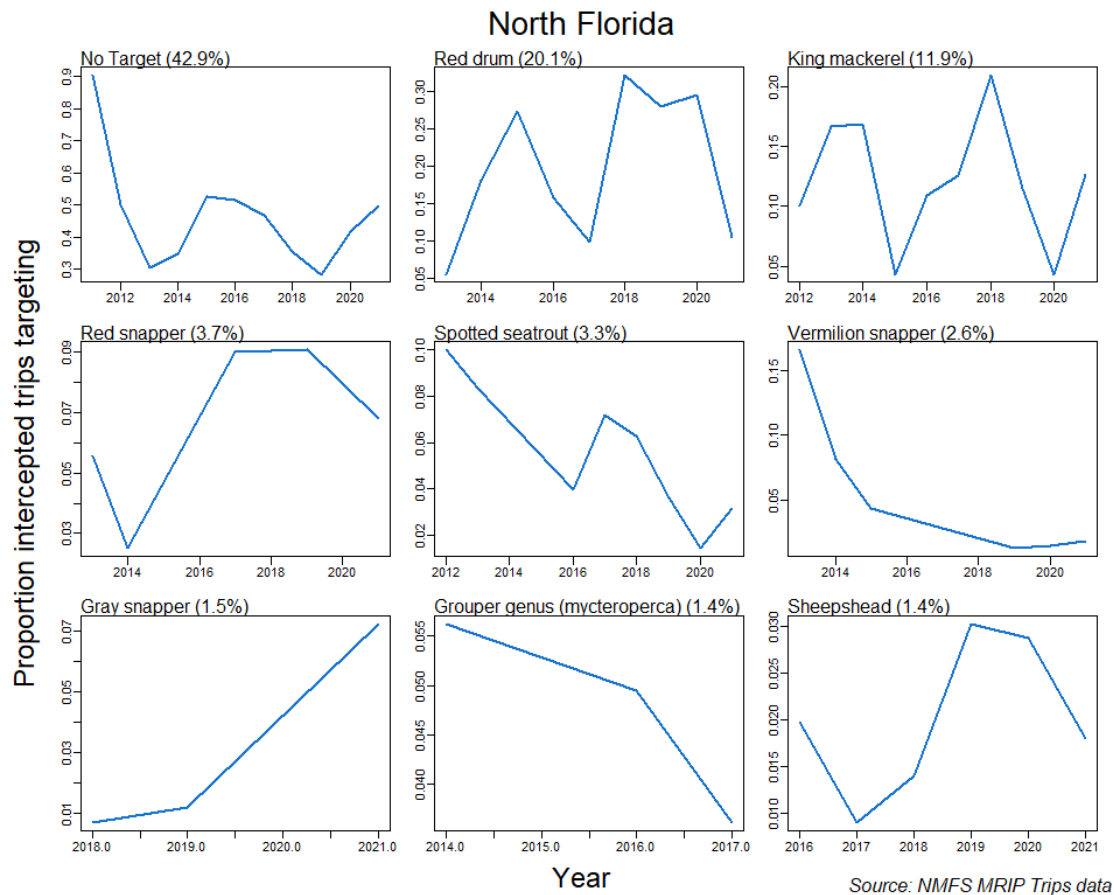 North Florida
No Target (42.9%)
Red drum (20.1%)
King mackerel (11.9%)
0.9
0.8
0.7
0.6
0.5
0.4
0.3
2012 2014 2016 2018 2020
0.30
0.25
0.20
0.15
0.10
0.05
2014 2016 2018 2020
0.20
0.15
0.10
0.05
2012 2014 2016 2018 2020
Proportion intercepted trips targeting
Red snapper (3.7%)
Spotted seatrout (3.3%)
Vermilion snapper (2.6%)
0.09
0.07
0.05
0.03
2014 2016 2018 2020
0.10
0.08
0.06
0.04
0.02
2012 2014 2016 2018 2020
0.15
0.10
0.05
2014 2016 2018 2020
Gray snapper (1.5%)
Grouper genus (mycteroperca) (1.4%)
Sheepshead (1.4%)
0.07
0.05
0.03
0.01
2018.0 2019.0 2020.0 2021.0
0.055
0.050
0.045
0.040
2014.0 2015.0 2016.0 2017.0
0.030
0.025
0.020
0.015
0.010
2016 2017 2018 2019 2020 2021
Year
Source: NMFS MRIP Trips data